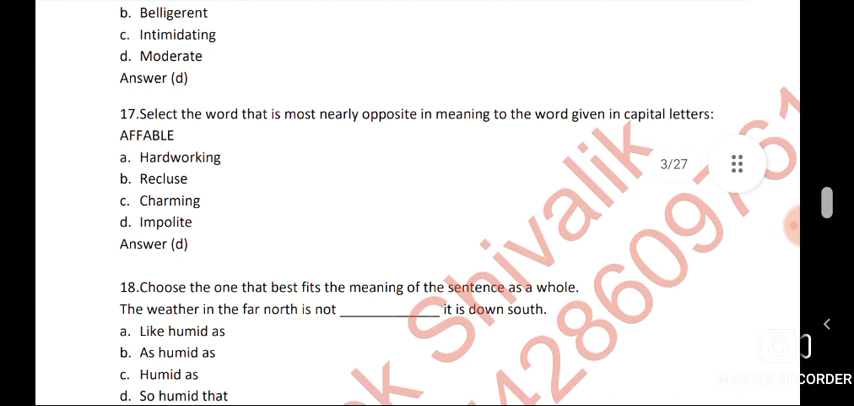 b. Belligerent
c. Intimidating
d. Moderate
Answer (d)
17.Select the word that is most nearly opposite in meaning to the word given in capital letters:
AFFABLE
a. Hardworking
b. Recluse
c. Charming
d. Impolite
Answer (d)
3/27
18.Choose the one that best fits the meaning of the sentence as a whole.
The weather in the far north is not ______________ it is down south.
a. Like humid as
b. As humid as
c. Humid as
d. So humid that
k Shivalik